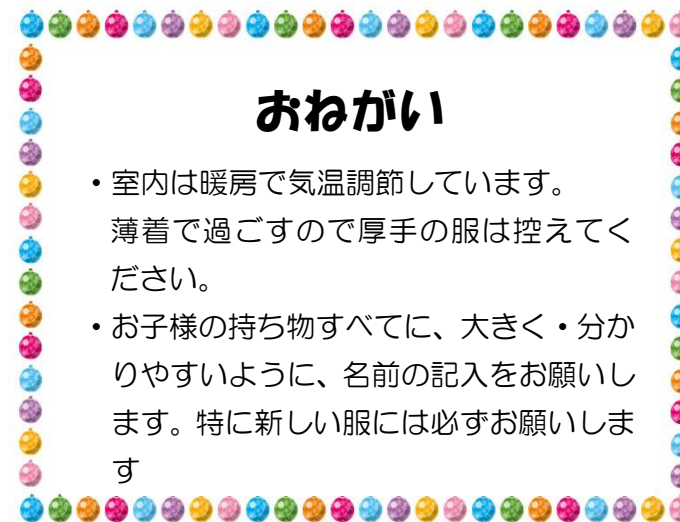 おねがい
・室内は暖房で気温調節しています。
薄着で過ごすので厚手の服は控えてく
ださい。
・お子様の持ち物すべてに、大きく・分か
りやすいように、名前の記入をお願いし
ます。特に新しい服には必ずお願いしま
す